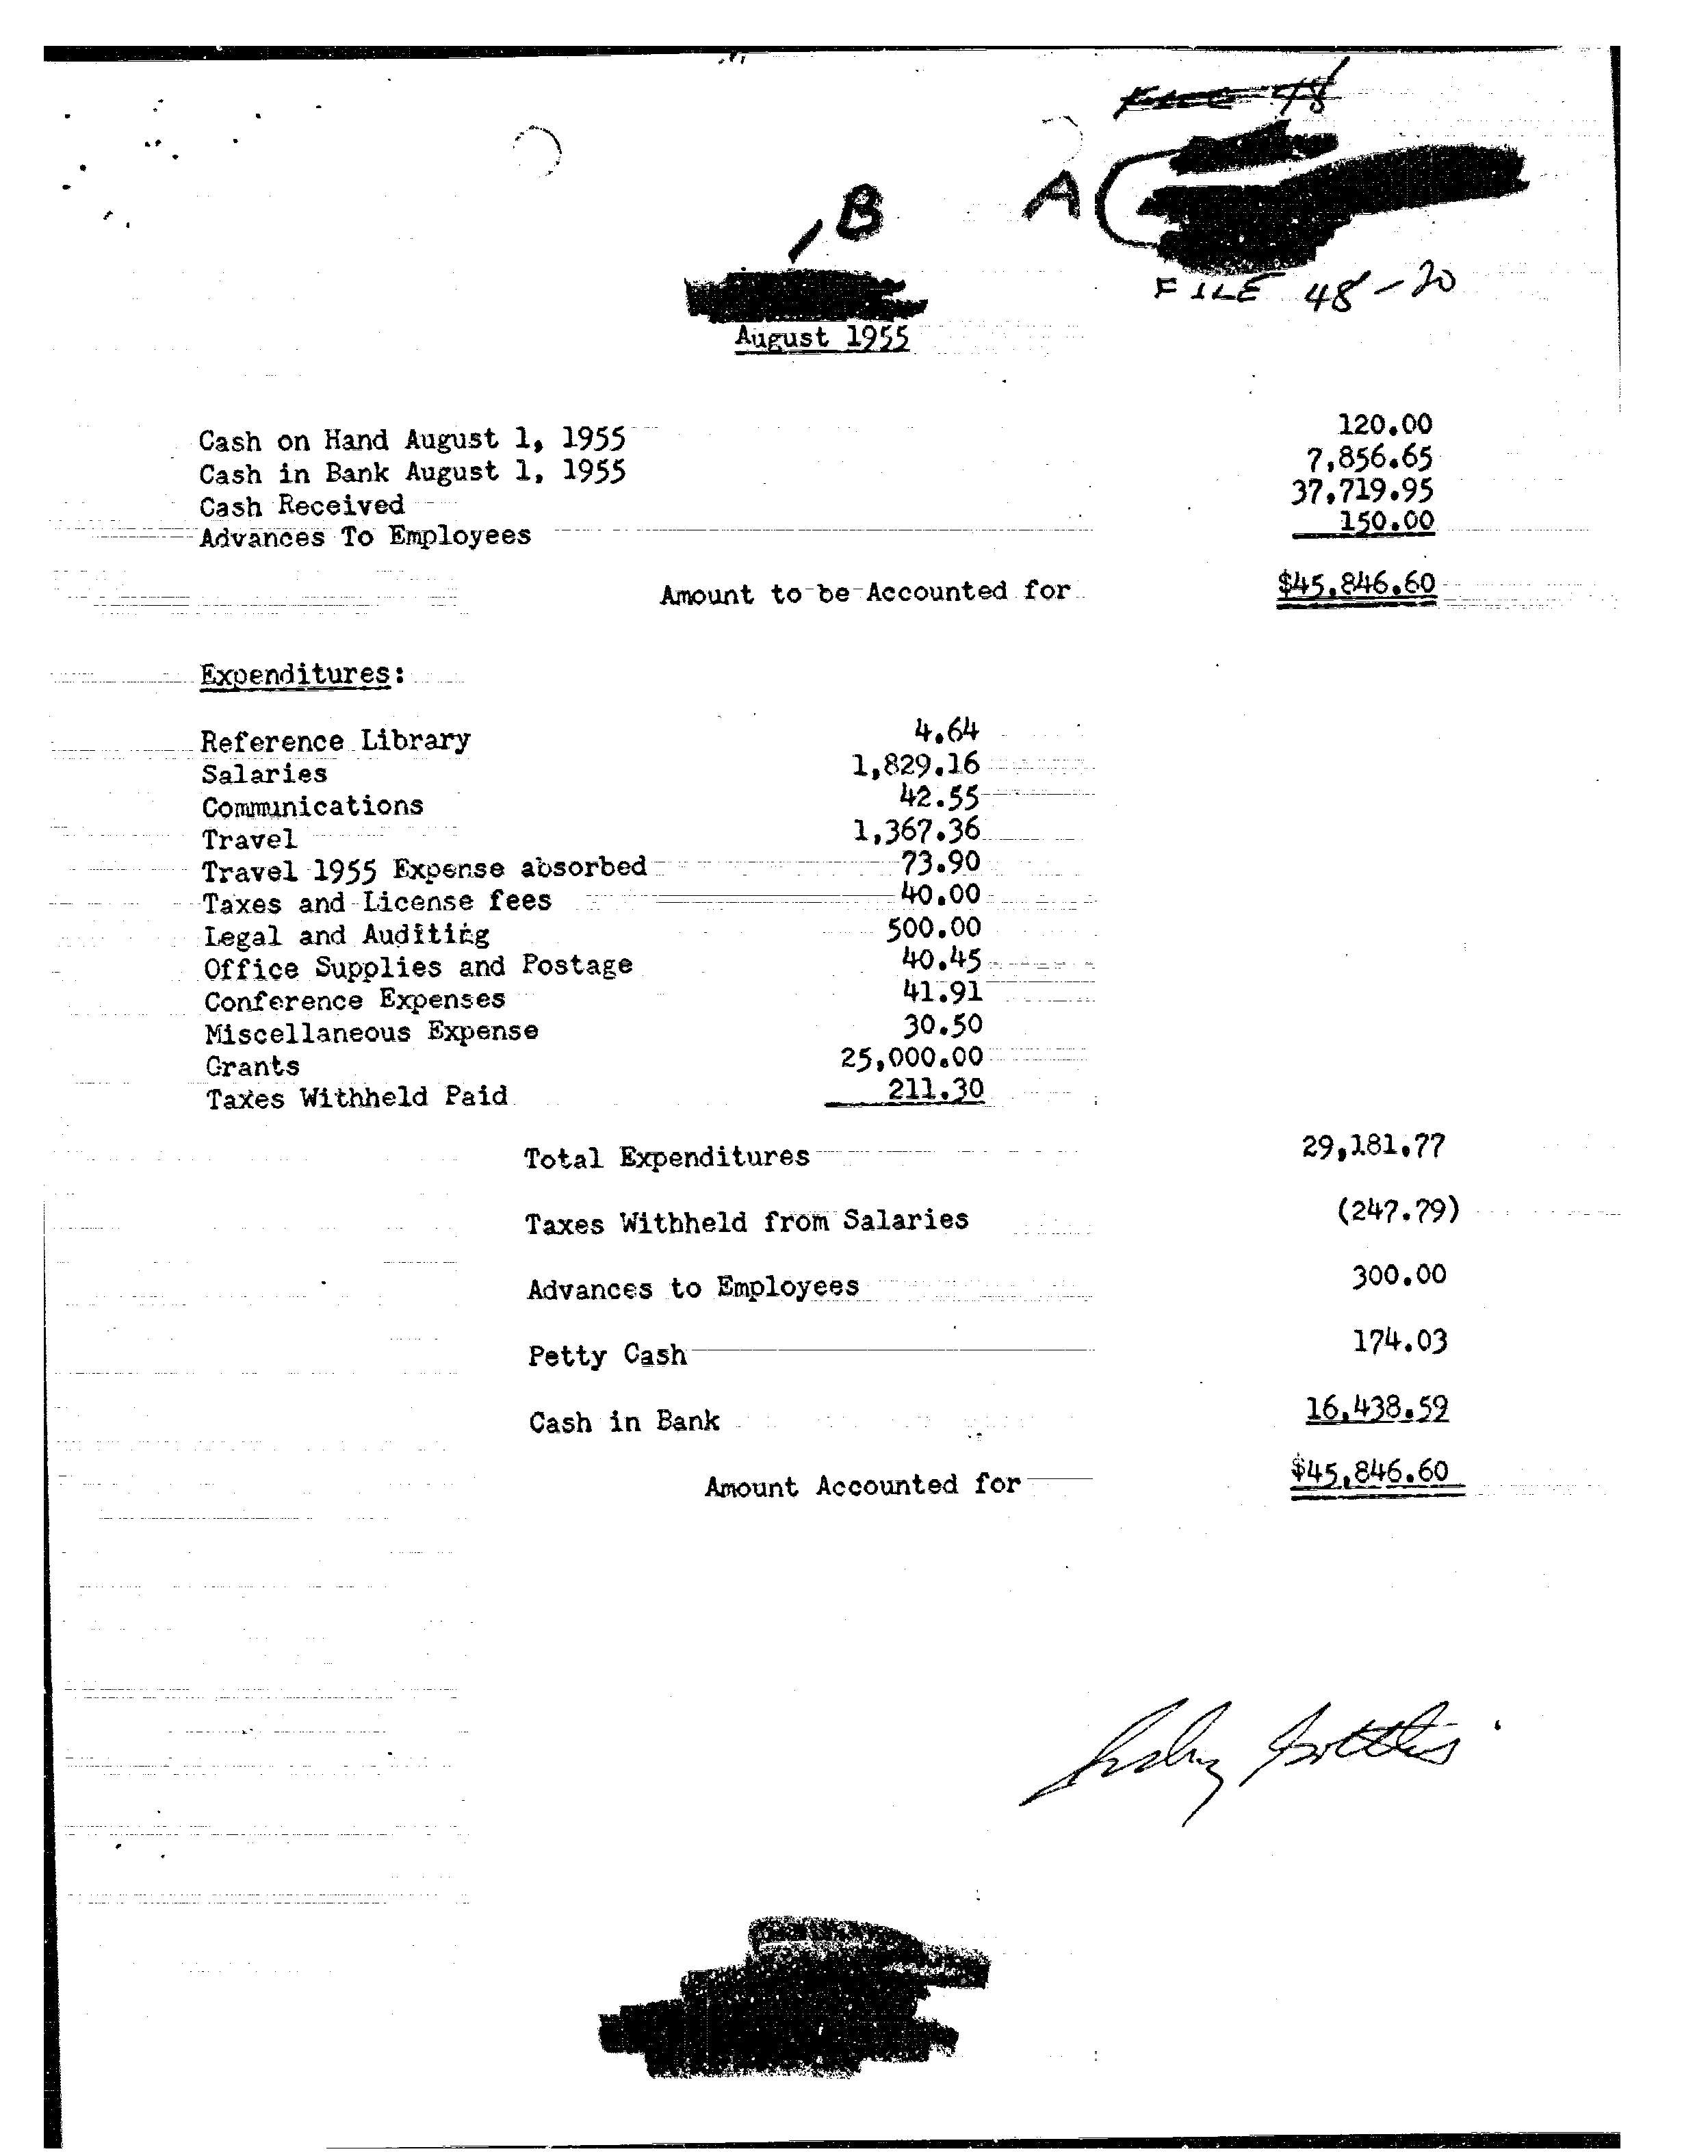 FILE 48
, B
A
FILE 48-20
August 1955
Cash on Hand August 1, 1955 120.00
Cash in Bank August 1, 1955 7,856.65
Cash Received 37,719.95
Advances To Employees 150.00
Amount to be Accounted for $45,846.60
Expenditures:
Reference Library 4.64
Salaries 1,829.16
Communications 42.55
Travel 1,367.36
Travel 1955 Expense absorbed 73.90
Taxes and License fees 40.00
Legal and Auditing 500.00
Office Supplies and Postage 40.45
Conference Expenses 41.91
Miscellaneous Expense 30.50
Grants 25,000.00
Taxes Withheld Paid 211.30
Total Expenditures 29,181.77
Taxes Withheld from Salaries (247.79)
Advances to Employees 300.00
Petty Cash 174.03
Cash in Bank 16,438.59
Amount Accounted for $45,846.60